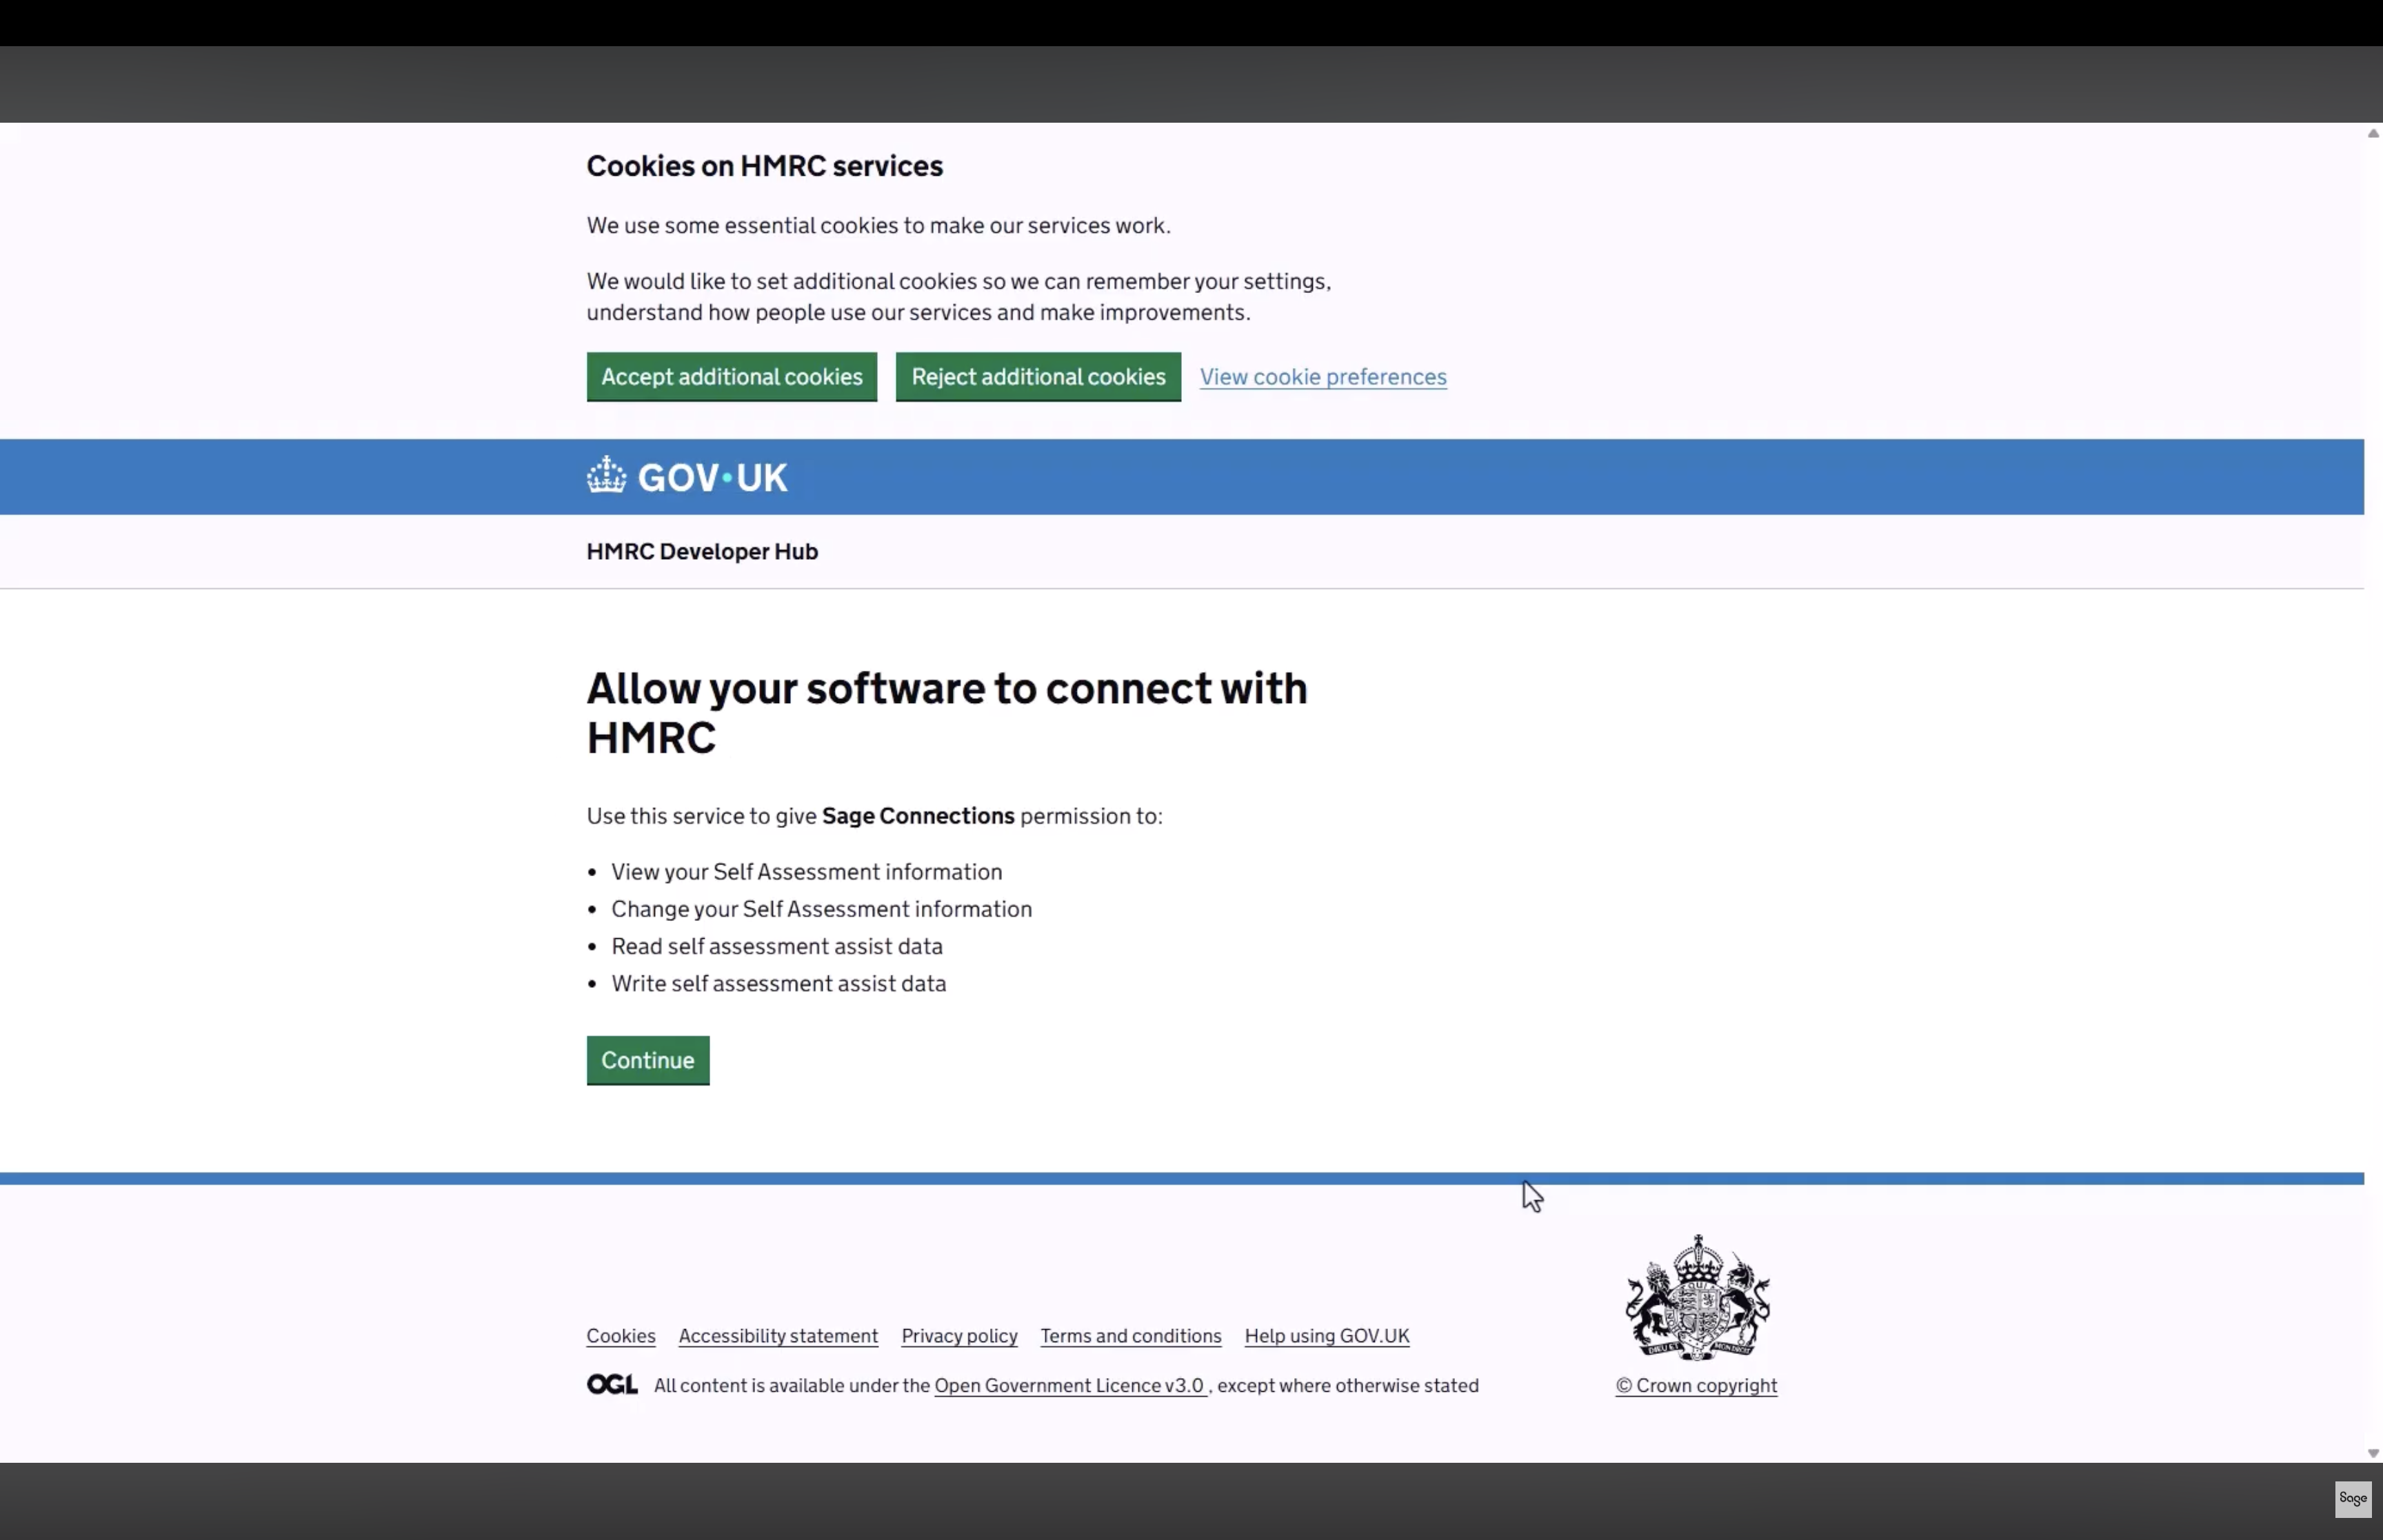 Cookies on HMRC services
We use some essential cookies to make our services work.
We would like to set additional cookies so we can remember your settings,
understand how people use our services and make improvements.
Accept additional cookies Reject additional cookies View cookie preferences
GOV·UK
HMRC Developer Hub
Allow your software to connect with
HMRC
Use this service to give Sage Connections permission to:
• View your Self Assessment information
• Change your Self Assessment information
• Read self assessment assist data
• Write self assessment assist data
Continue
Cookies Accessibility statement Privacy policy Terms and conditions Help using GOV.UK
OGL All content is available under the Open Government Licence v3.0 , except where otherwise stated
© Crown copyright
Sage